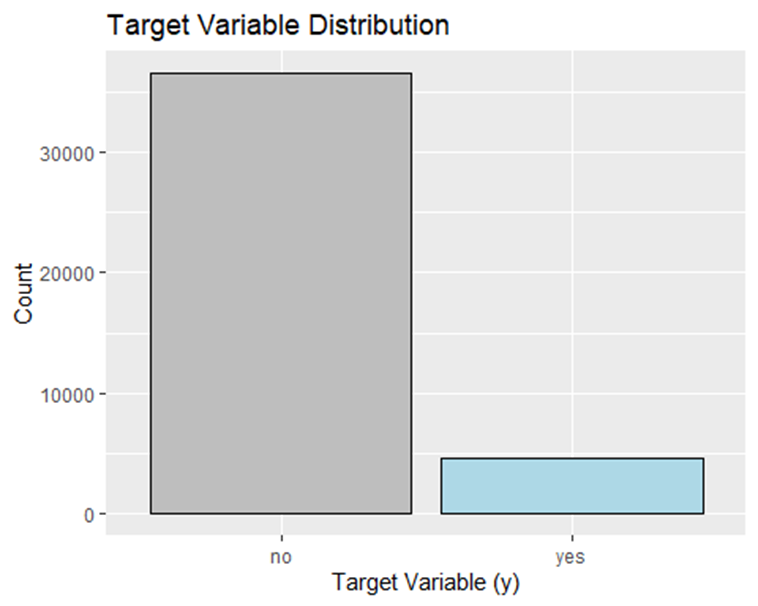 Target Variable Distribution
Count
30000
20000
10000
0
no yes
Target Variable (y)